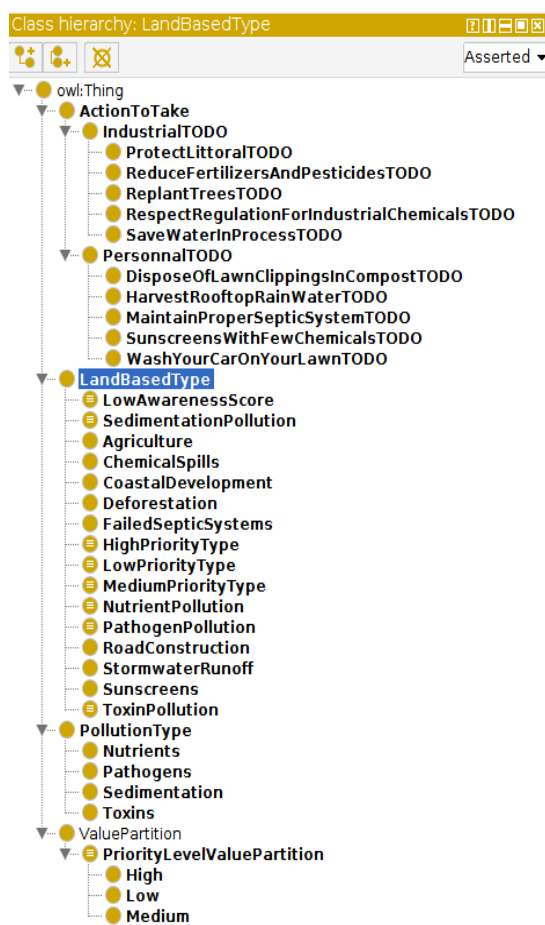 Class hierarchy: LandBasedType
Asserted
owl:Thing
ActionToTake
IndustrialTODO
ProtectLittoralTODO
ReduceFertilizersAndPesticidesTODO
ReplantTreesTODO
RespectRegulationForIndustrialChemicalsTODO
SaveWaterInProcessTODO
PersonnalTODO
DisposeOfLawnClippingsInCompostTODO
HarvestRooftopRainWaterTODO
MaintainProperSepticSystemTODO
SunscreensWithFewChemicalsTODO
WashYourCarOnYourLawnTODO
LandBasedType
LowAwarenessScore
SedimentationPollution
Agriculture
ChemicalSpills
CoastalDevelopment
Deforestation
FailedSepticSystems
HighPriorityType
LowPriorityType
MediumPriorityType
NutrientPollution
PathogenPollution
RoadConstruction
StormwaterRunoff
Sunscreens
ToxinPollution
PollutionType
Nutrients
Pathogens
Sedimentation
Toxins
ValuePartition
PriorityLevelValuePartition
High
Low
Medium